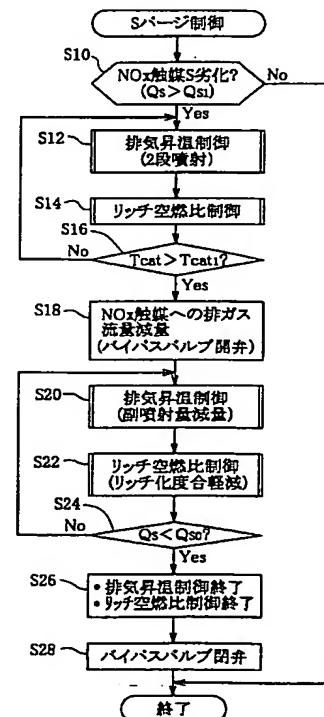 Sパージ制御
S10
NOx触媒S劣化?
(Qs>Qs1)
No
Yes
S12
排気昇温制御
(2段噴射)
S14
リッチ空燃比制御
S16
Tcat>Tcat1?
No
Yes
S18
NOx触媒への排ガス
流量減量
(バイパスバルブ開弁)
S20
排気昇温制御
(副噴射量減量)
S22
リッチ空燃比制御
(リッチ化度合軽減)
S24
Qs<Qs0?
No
Yes
S26
•排気昇温制御終了
•リッチ空燃比制御終了
S28
バイパスバルブ閉弁
終了